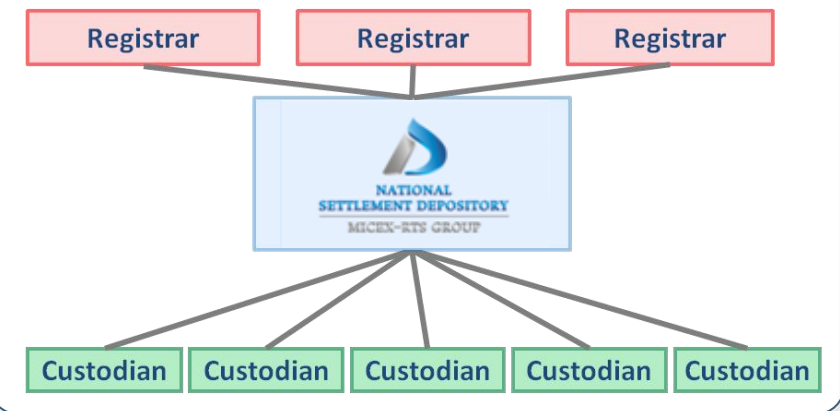 Registrar
Registrar
Registrar
NATIONAL
SETTLEMENT DEPOSITORY
MICEX-RTS GROUP
Custodian
Custodian
Custodian
Custodian
Custodian